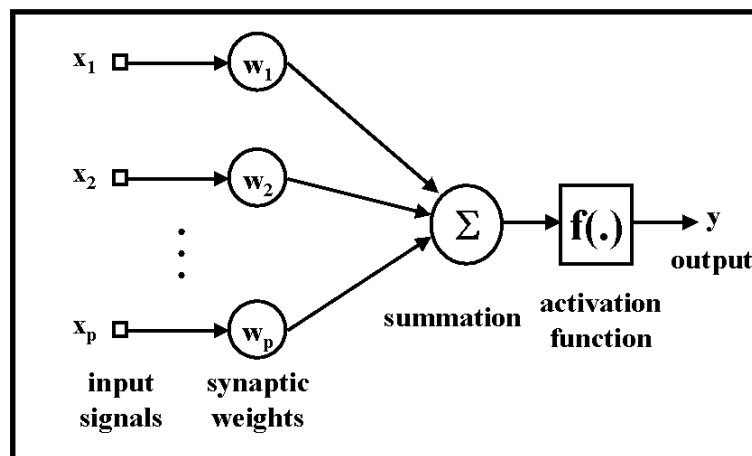 x₁
w₁
x₂
w₂
Σ
f(.)
y
output
xₚ
wₚ
summation
activation
function
input
signals
synaptic
weights